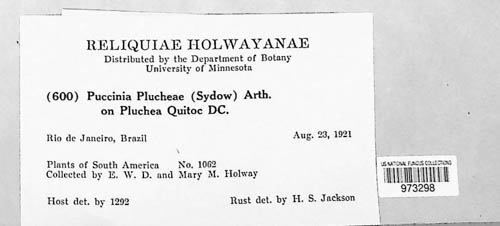 RELIQUIAE HOLWAYANAE
Distributed by the Department of Botany
University of Minnesota
(600) Puccinia Plucheae (Sydow) Arth.
on Pluchea Quitoc DC.
Rio de Janeiro, Brazil Aug. 23, 1921
Plants of South America No. 1062
Collected by E. W. D. and Mary M. Holway
Host det. by 1292 Rust det. by H. S. Jackson
US NATIONAL FUNGUS COLLECTIONS
973298